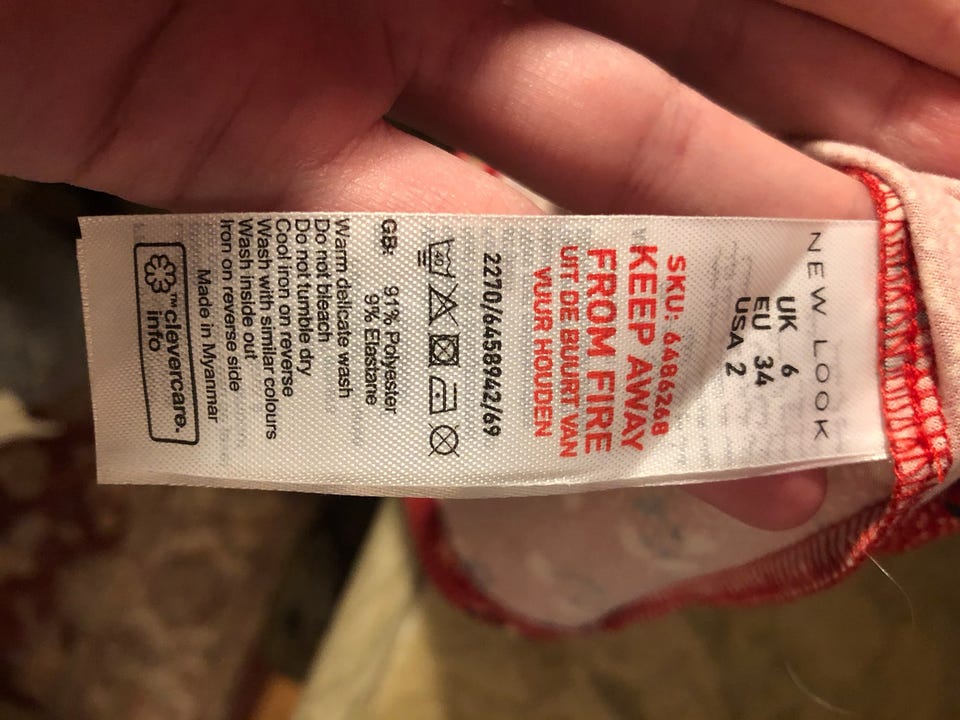 NEW LOOK
UK 6
EU 34
USA 2
SKU: 6486268
KEEP AWAY
FROM FIRE
UIT DE BUURT VAN
VUUR HOUDEN
2270/6458942/69
40
GB: 91% Polyester
9% Elastane
Warm delicate wash
Do not bleach
Do not tumble dry
Cool iron on reverse
Wash with similar colours
Wash inside out
Iron on reverse side
Made in Myanmar
™clevercare.
info